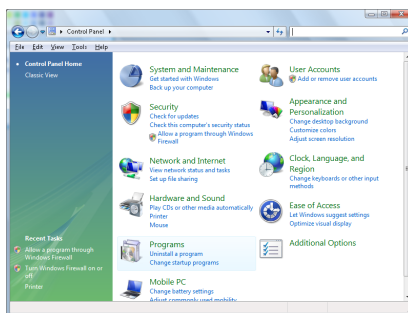 Control Panel
File Edit View Tools Help
Control Panel Home
Classic View
Recent Tasks
Allow a program through
Windows Firewall
Turn Windows Firewall on or
off
Printer
System and Maintenance
Get started with Windows
Back up your computer
Security
Check for updates
Check this computer's security status
Allow a program through Windows
Firewall
Network and Internet
View network status and tasks
Set up file sharing
Hardware and Sound
Play CDs or other media automatically
Printer
Mouse
Programs
Uninstall a program
Change startup programs
Mobile PC
Change battery settings
Adjust commonly used mobility
User Accounts
Add or remove user accounts
Appearance and
Personalization
Change desktop background
Customize colors
Adjust screen resolution
Clock, Language, and
Region
Change keyboards or other input
methods
Ease of Access
Let Windows suggest settings
Optimize visual display
Additional Options